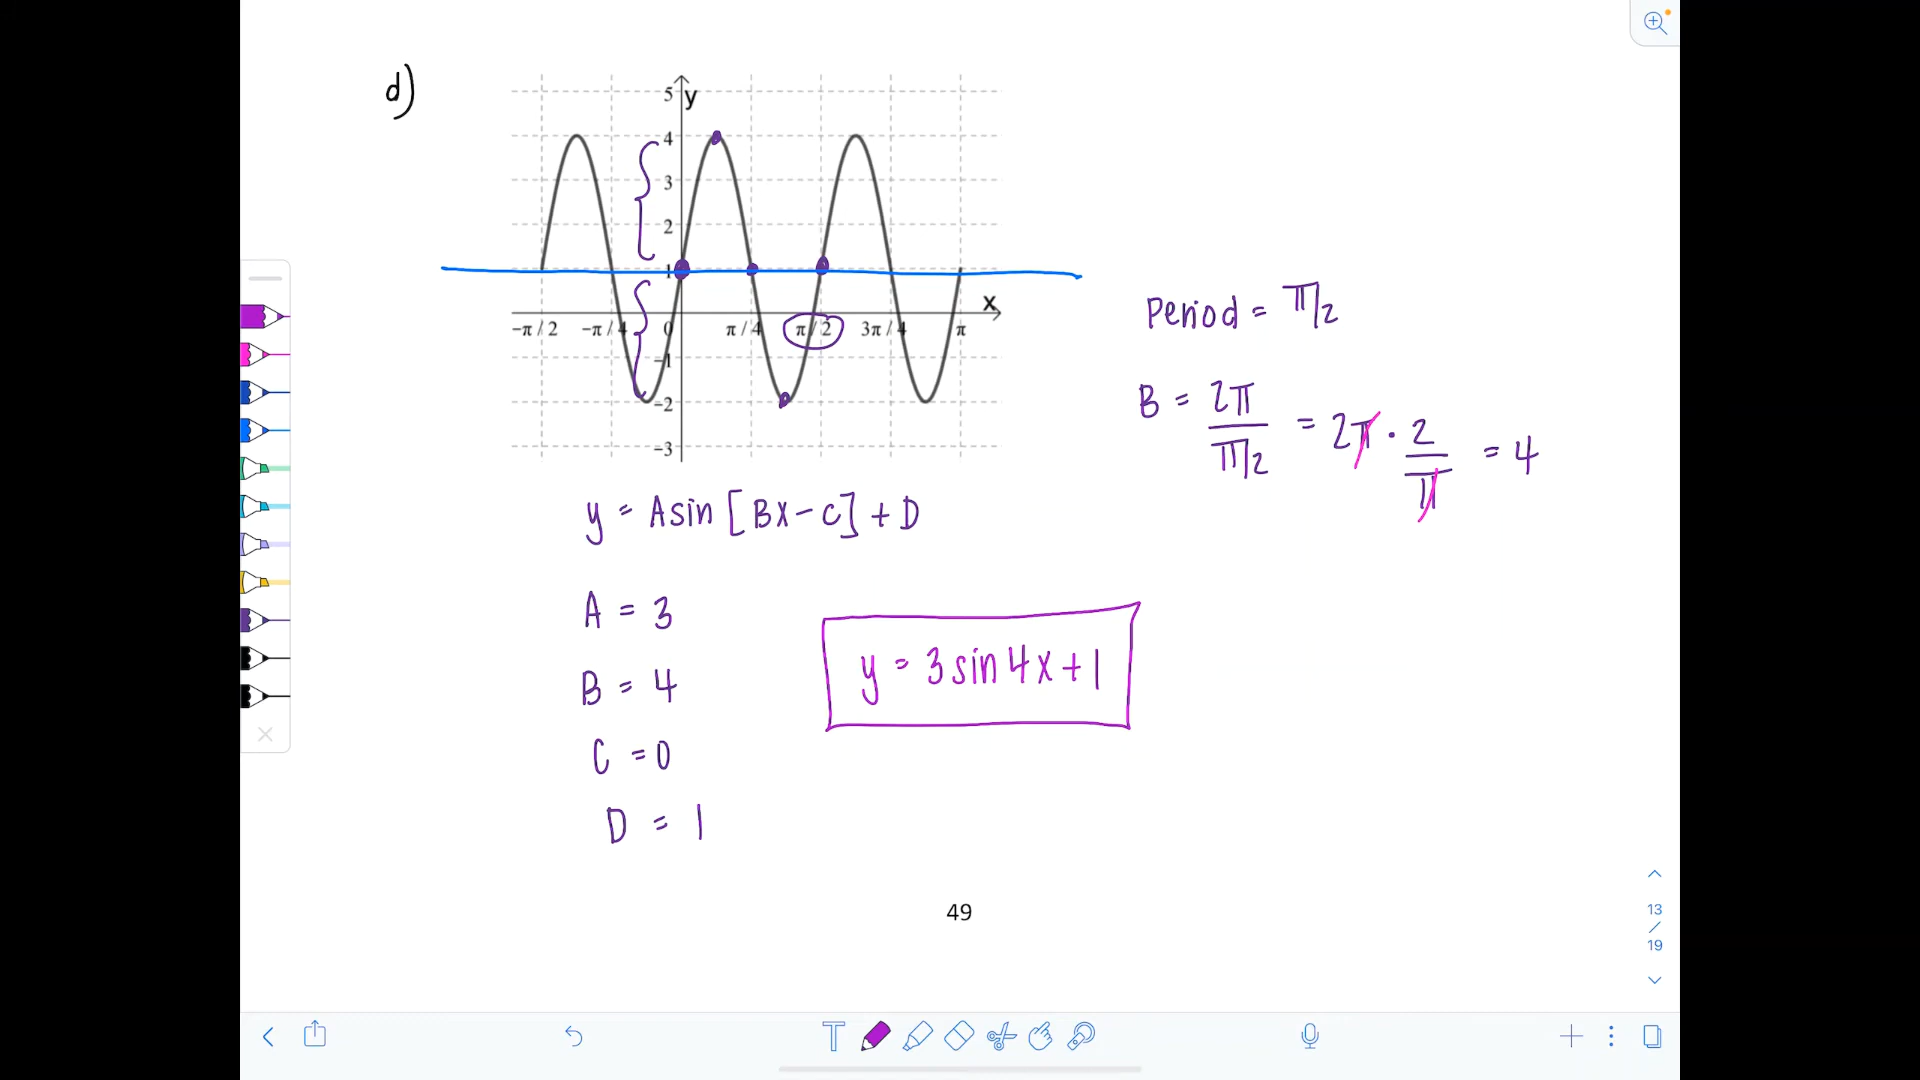 d)
5 y
4
3
2
1
x
−π / 2 −π / 4 0 π / 4 π / 2 3π / 4 π
−1
−2
−3
Period = π/2
B = 2π / π/2 = 2π · 2 / π = 4
y = A sin [Bx − C] + D
A = 3
B = 4
y = 3 sin 4x + 1
C = 0
D = 1
49
13
/
19
T